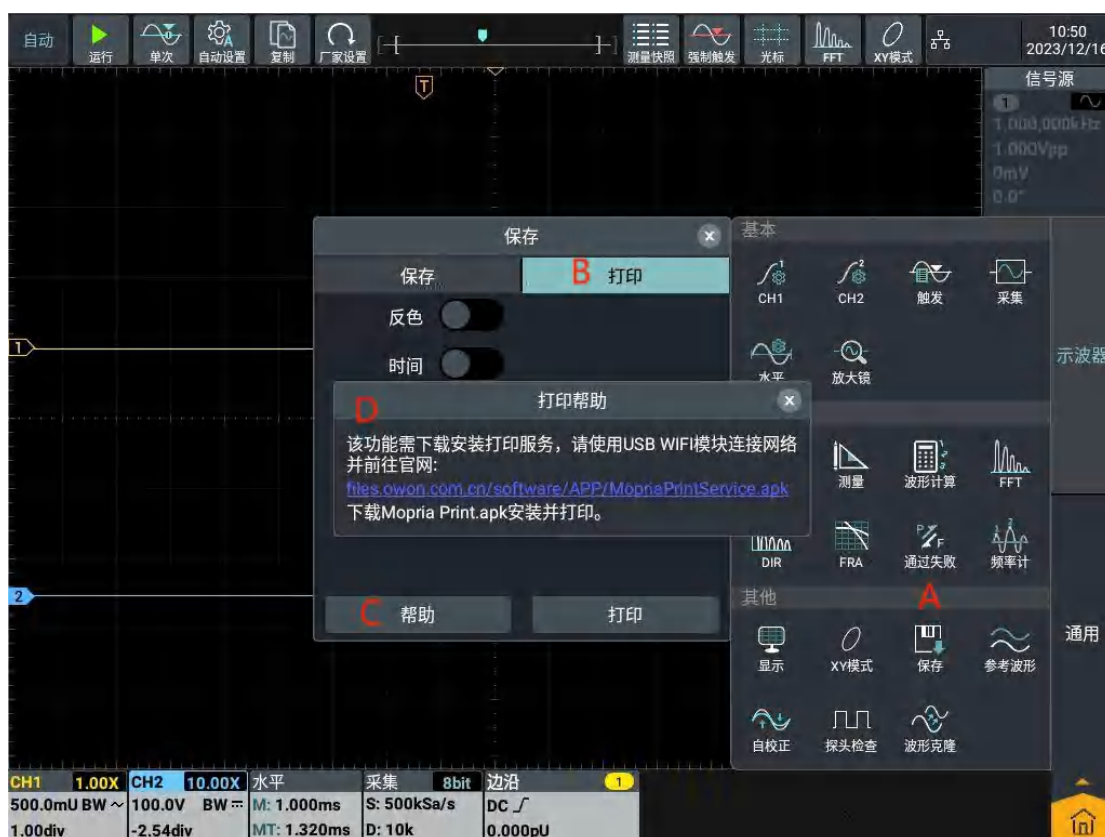 自动
运行
单次
自动设置
复制
厂家设置
测量快照
强制触发
光标
FFT
XY模式
10:50
2023/12/16
T
信号源
1
1.000,000kHz
1.000Vpp
0mV
0.0°
保存
基本
保存
B 打印
CH1
CH2
触发
采集
反色
1
时间
水平
放大镜
示波器
D 打印帮助
该功能需下载安装打印服务，请使用USB WIFI模块连接网络
并前往官网:
files.owon.com.cn/software/APP/MopriaPrintService.apk
下载Mopria Print.apk安装并打印。
测量
波形计算
FFT
DIR
FRA
通过失败
频率计
2
其他
A
C 帮助
打印
显示
XY模式
保存
参考波形
通用
自校正
探头检查
波形克隆
CH1 1.00X CH2 10.00X 水平 采集 8bit 边沿 1
500.0mU BW 100.0V BW M: 1.000ms S: 500kSa/s DC
1.00div -2.54div MT: 1.320ms D: 10k 0.000pU